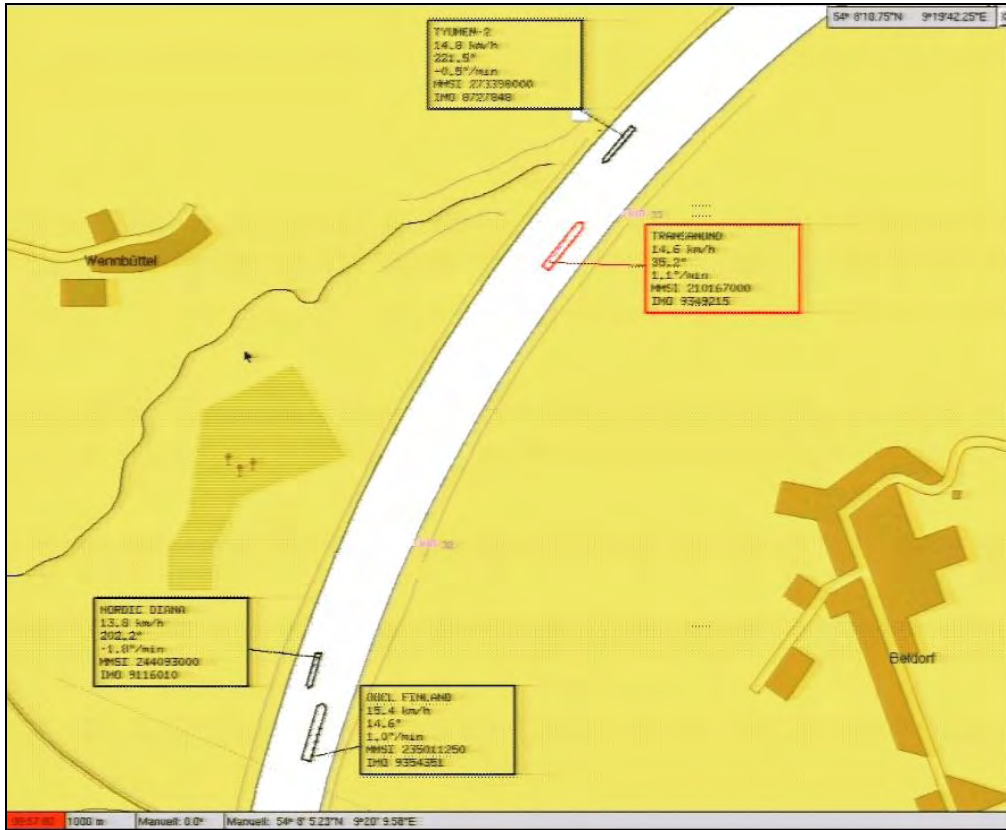 54° 8'10.75"N 9°19'42.25"E
TYUMEN-2
14.8 km/h
221.5°
-0.5°/min
MMSI 273398000
IMO 8727848
TRANSANUND
14.6 km/h
35.2°
1.1°/min
MMSI 210167000
IMO 9349215
Wennbüttel
NORDIC DIANA
13.8 km/h
202.2°
-1.8°/min
MMSI 244093000
IMO 9116010
OOCL FINLAND
15.4 km/h
14.6°
1.0°/min
MMSI 235011250
IMO 9354351
Beldorf
1000 m
Manuell: 0.0°
Manuell: 54° 8' 5.23"N 9°20' 9.58"E